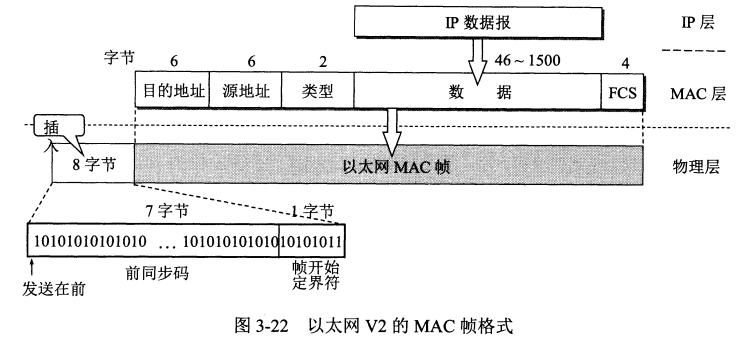 IP 数据报
IP 层
字节
6
6
2
46~1500
4
目的地址
源地址
类型
数 据
FCS
MAC 层
插
入
8 字节
以太网 MAC 帧
物理层
7 字节
1 字节
10101010101010 … 101010101010
10101011
前同步码
帧开始
定界符
发送在前
图 3-22 以太网 V2 的 MAC 帧格式